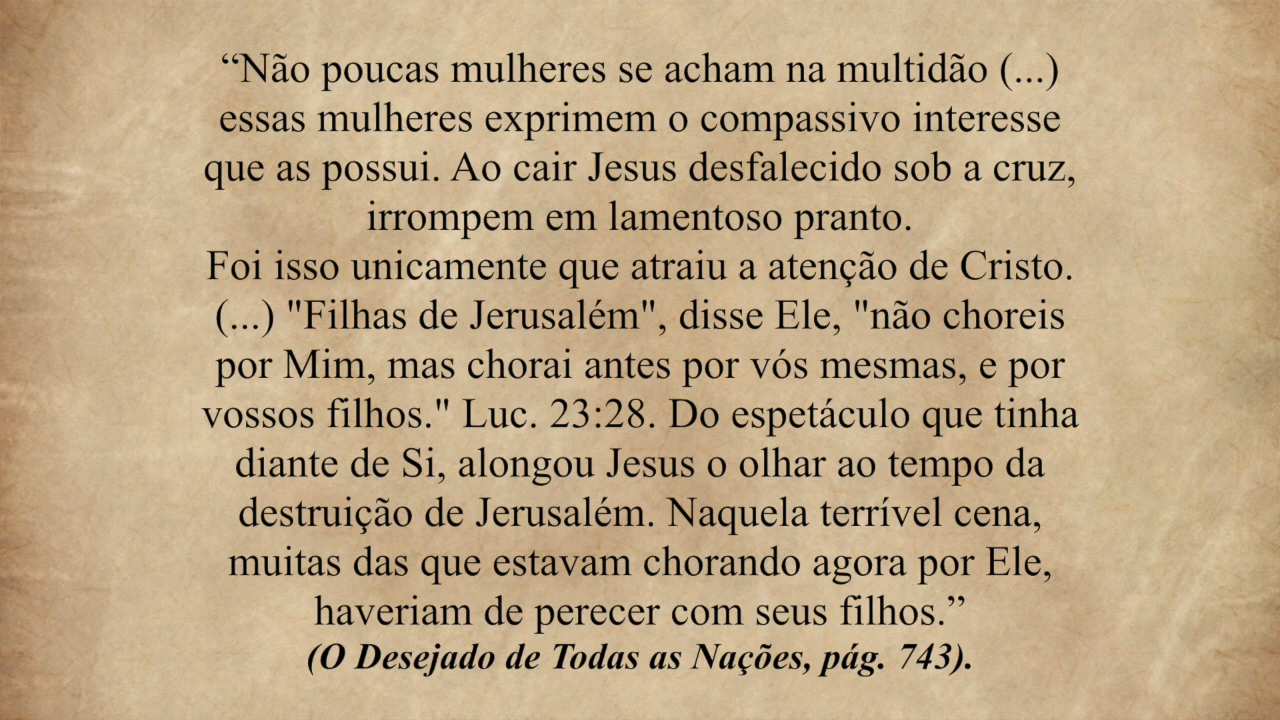 “Não poucas mulheres se acham na multidão (...)
essas mulheres exprimem o compassivo interesse
que as possui. Ao cair Jesus desfalecido sob a cruz,
irrompem em lamentoso pranto.
Foi isso unicamente que atraiu a atenção de Cristo.
(...) "Filhas de Jerusalém", disse Ele, "não choreis
por Mim, mas chorai antes por vós mesmas, e por
vossos filhos." Luc. 23:28. Do espetáculo que tinha
diante de Si, alongou Jesus o olhar ao tempo da
destruição de Jerusalém. Naquela terrível cena,
muitas das que estavam chorando agora por Ele,
haveriam de perecer com seus filhos.”
(O Desejado de Todas as Nações, pág. 743).